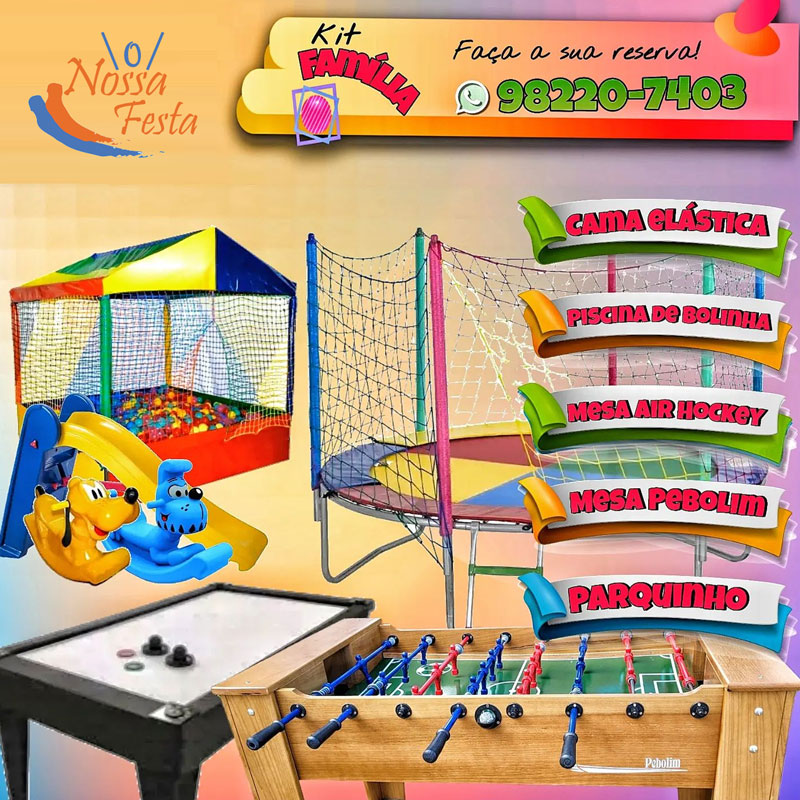 Nossa
Festa
Kit
FAMÍLIA
Faça a sua reserva!
98220-7403
CAMA ELÁSTICA
PISCINA DE BOLINHA
MESA AIR HOCKEY
MESA PEBOLIM
PARQUINHO
Pebolim